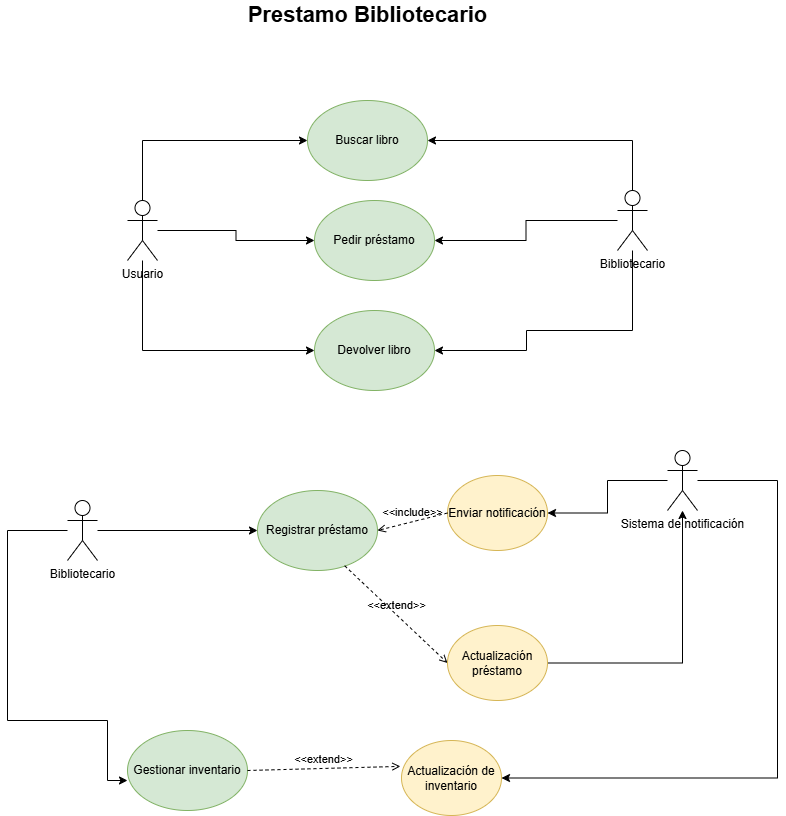 Prestamo Bibliotecario
Buscar libro
Pedir préstamo
Usuario
Bibliotecario
Devolver libro
<<include>>
Enviar notificación
Registrar préstamo
Sistema de notificación
Bibliotecario
<<extend>>
Actualización
préstamo
<<extend>>
Gestionar inventario
Actualización de
inventario